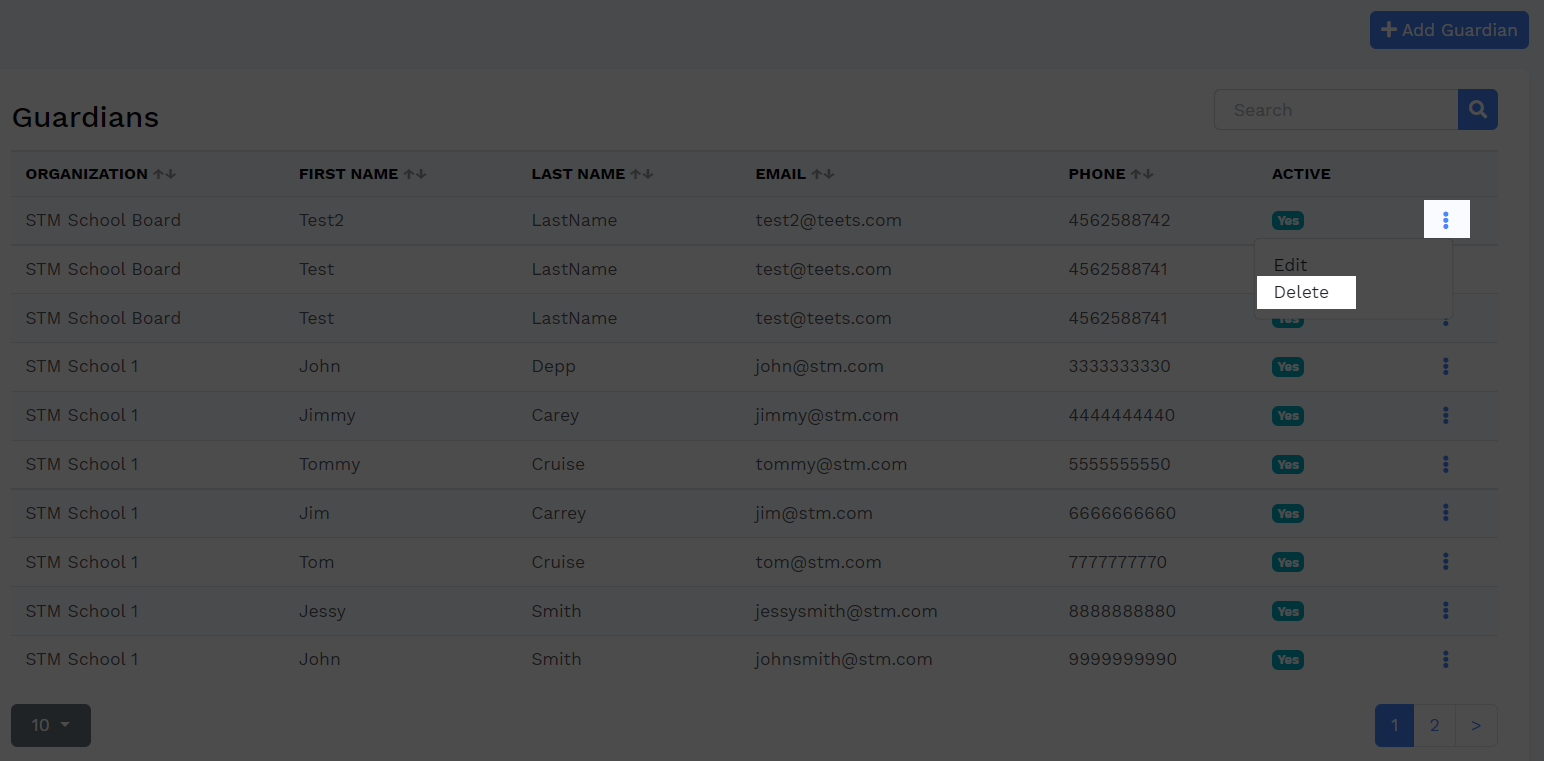 Add Guardian
Guardians
Search
ORGANIZATION FIRST NAME LAST NAME EMAIL PHONE ACTIVE
STM School Board Test2 LastName test2@teets.com 4562588742 Yes
STM School Board Test LastName test@teets.com 4562588741
Edit
Delete
STM School Board Test LastName test@teets.com 4562588741 Yes
STM School 1 John Depp john@stm.com 3333333330 Yes
STM School 1 Jimmy Carey jimmy@stm.com 4444444440 Yes
STM School 1 Tommy Cruise tommy@stm.com 5555555550 Yes
STM School 1 Jim Carrey jim@stm.com 6666666660 Yes
STM School 1 Tom Cruise tom@stm.com 7777777770 Yes
STM School 1 Jessy Smith jessysmith@stm.com 8888888880 Yes
STM School 1 John Smith johnsmith@stm.com 9999999990 Yes
10 1 2 >